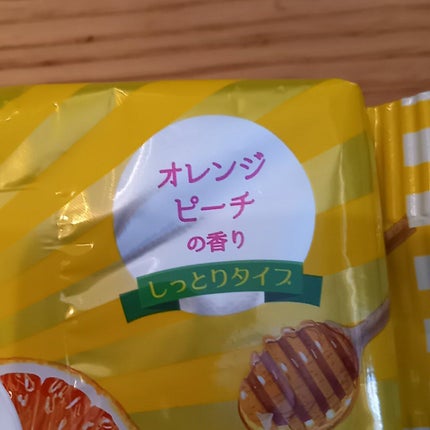 オレンジ
ピーチ
の香り
しっとりタイプ